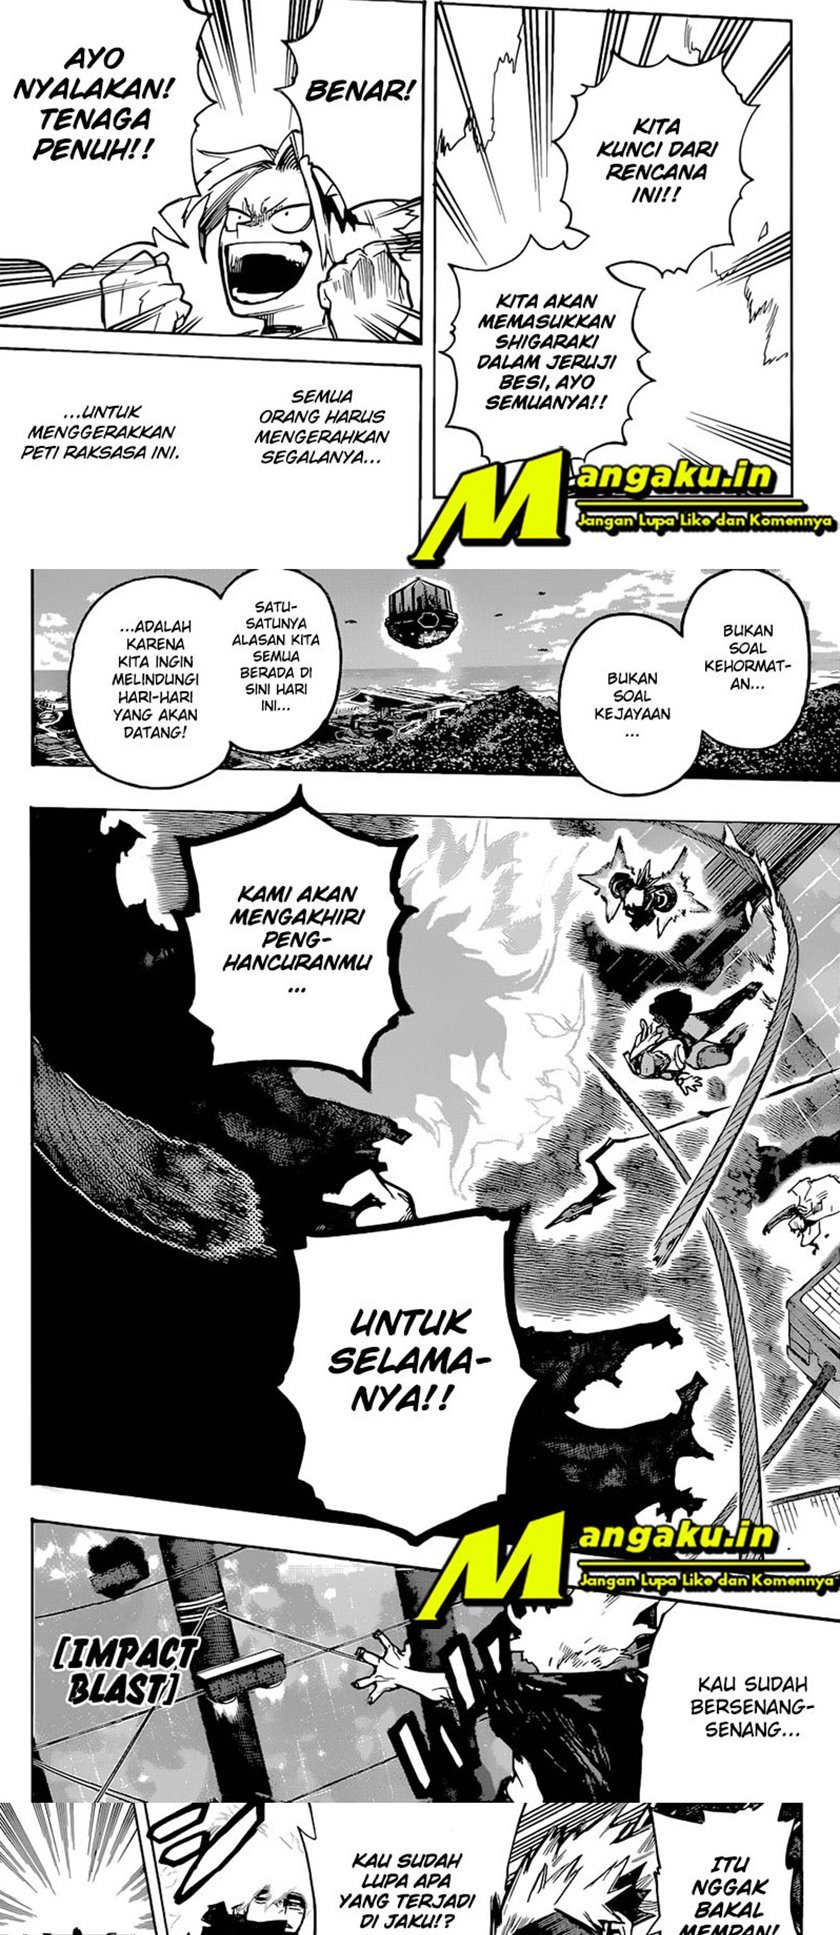 KITA
KUNCI DARI
RENCANA
INI!!
KITA AKAN
MEMASUKKAN
SHIGARAKI
DALAM JERUJI
BESI, AYO
SEMUANYA!!
BENAR!
AYO
NYALAKAN!
TENAGA
PENUH!!
SEMUA
ORANG HARUS
MENGERAHKAN
SEGALANYA...
...UNTUK
MENGGERAKKAN
PETI RAKSASA INI.
Mangaku.in
Jangan Lupa Like dan Komennya
BUKAN
SOAL
KEHORMAT-
AN...
BUKAN
SOAL
KEJAYAAN
...
SATU-
SATUNYA
ALASAN KITA
SEMUA
BERADA DI
SINI HARI
INI...
...ADALAH
KARENA
KITA INGIN
MELINDUNGI
HARI-HARI
YANG AKAN
DATANG!
KAMI AKAN
MENGAKHIRI
PENG-
HANCURANMU
...
UNTUK
SELAMA-
NYA!!
Mangaku.in
Jangan Lupa Like dan Komennya
KAU SUDAH
BERSENANG-
SENANG...
[IMPACT
BLAST]
ITU
NGGAK
BAKAL
MEMPAN!
KAU SUDAH
LUPA APA
YANG TERJADI
DI JAKU!?